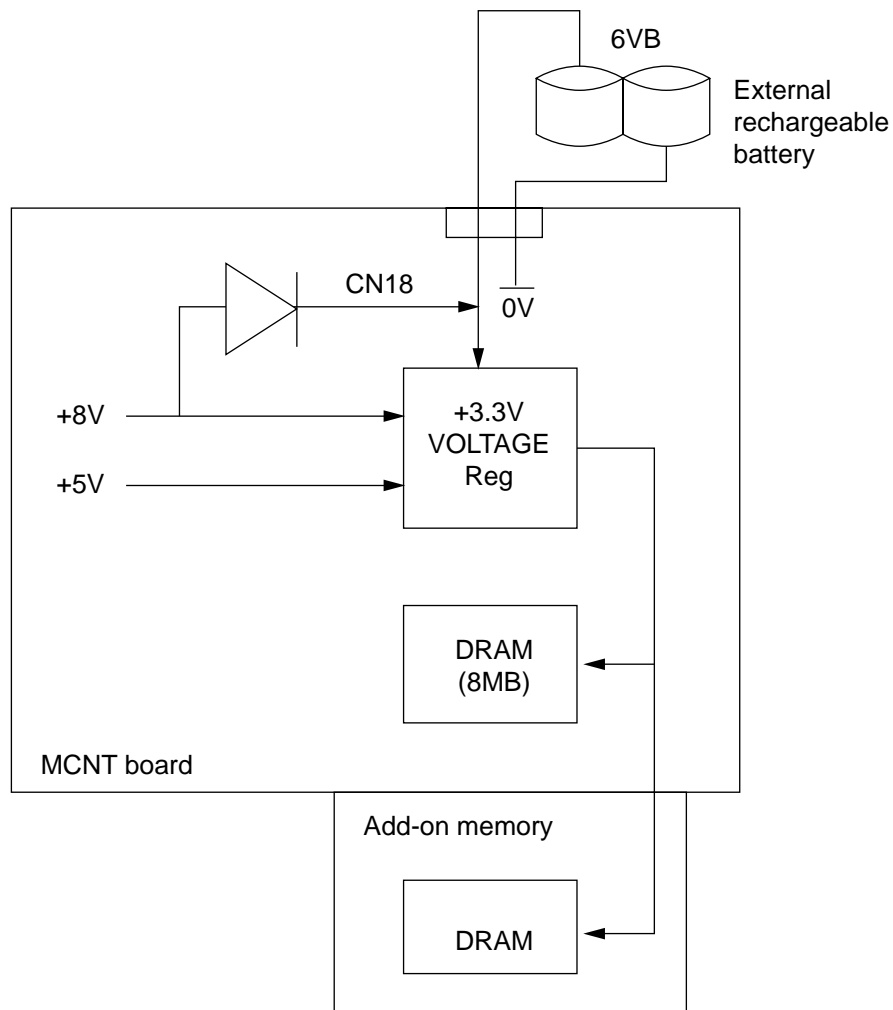 6VB
External
rechargeable
battery
CN18
0V
+8V
+5V
+3.3V
VOLTAGE
Reg
DRAM
(8MB)
MCNT board
Add-on memory
DRAM